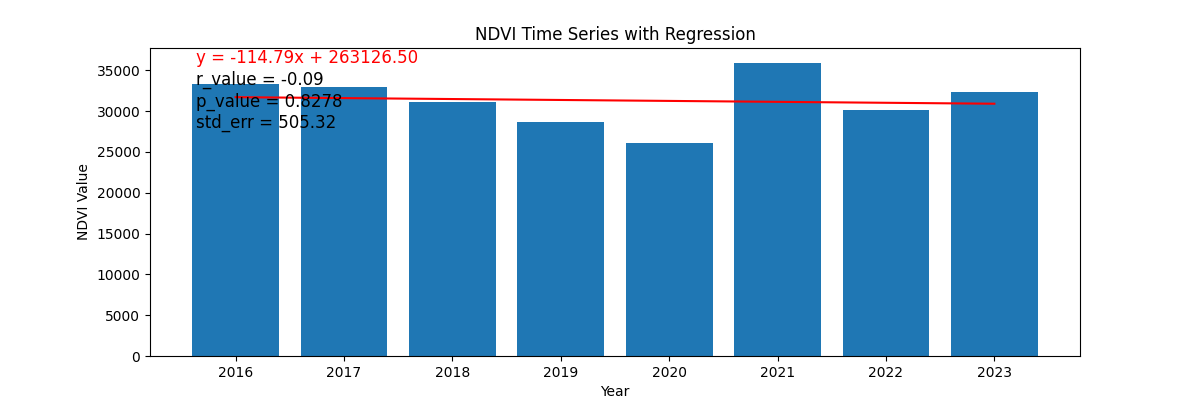 NDVI Time Series with Regression
y = -114.79x + 263126.50
r_value = -0.09
p_value = 0.8278
std_err = 505.32
35000
30000
25000
20000
15000
10000
5000
0
NDVI Value
2016 2017 2018 2019 2020 2021 2022 2023
Year